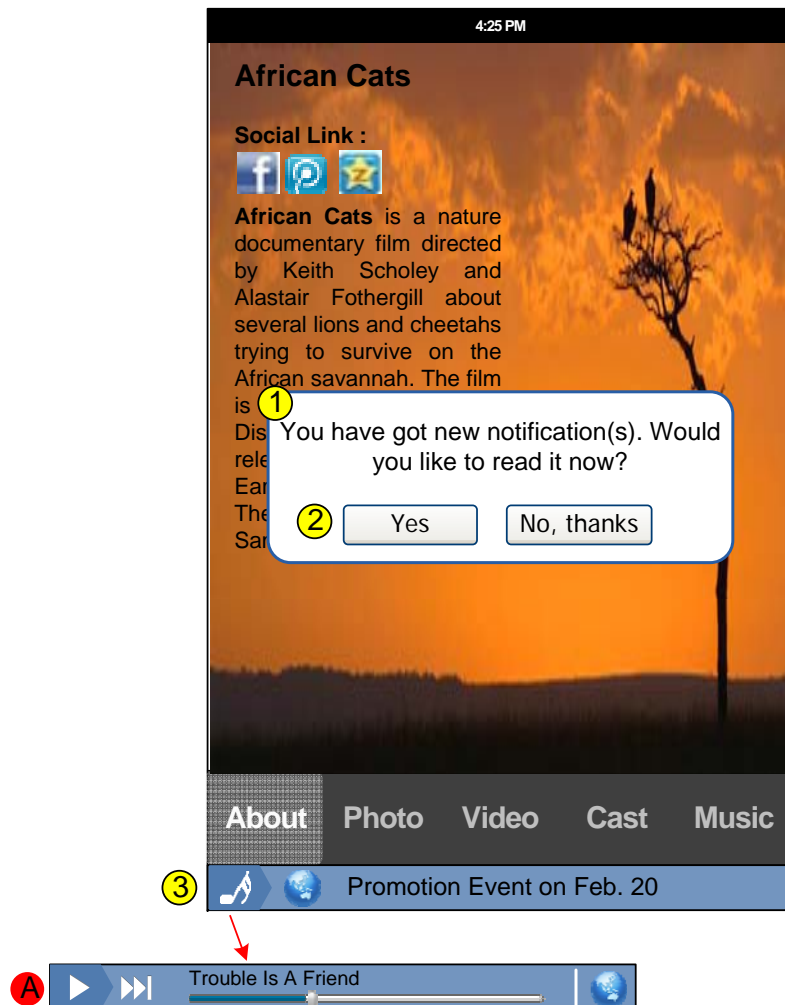 4:25 PM
African Cats
Social Link :
African Cats is a nature
documentary film directed
by Keith Scholey and
Alastair Fothergill about
several lions and cheetahs
trying to survive on the
African savannah. The film
is
1
You have got new notification(s). Would
you like to read it now?
2
Yes
No, thanks
About Photo Video Cast Music
3
Promotion Event on Feb. 20
A
Trouble Is A Friend